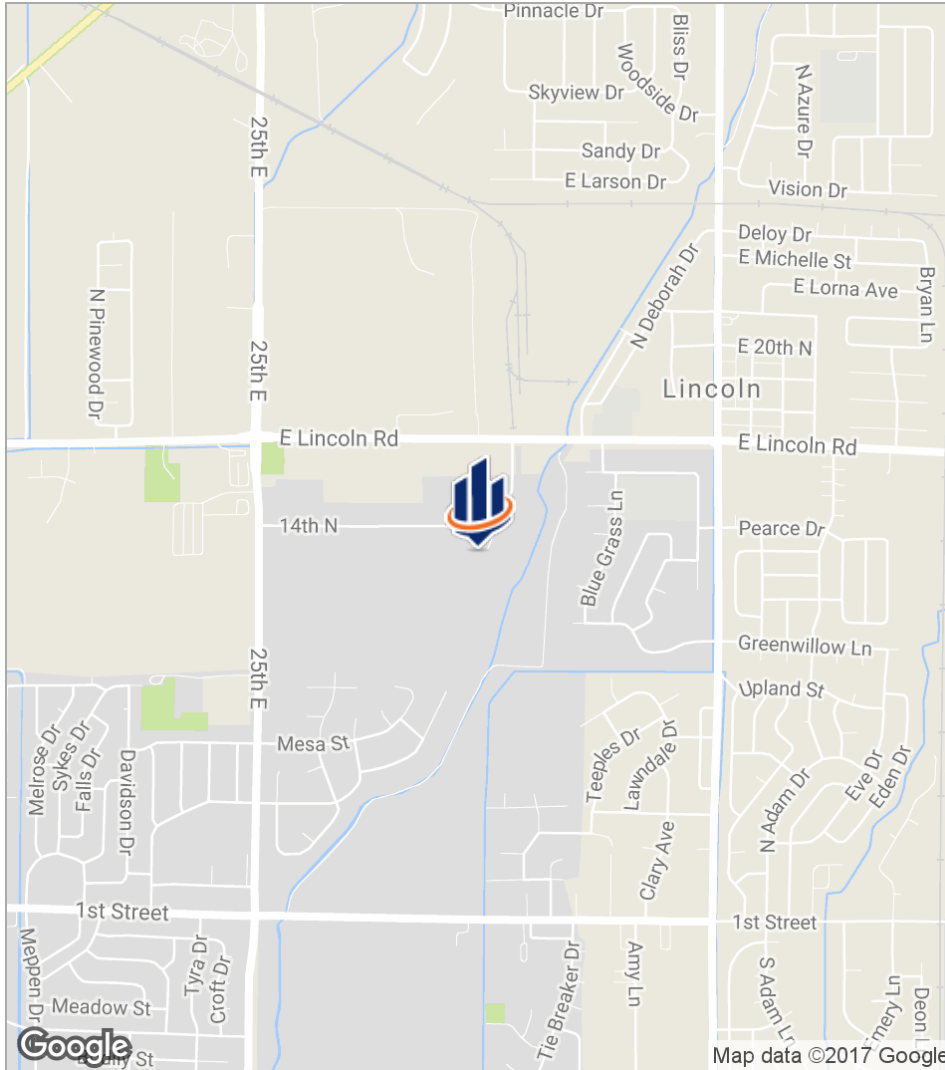 Pinnacle Dr
Bliss Dr
Woodside Dr
Skyview Dr
N Azure Dr
25th E
Sandy Dr
E Larson Dr
Vision Dr
Deloy Dr
E Michelle St
E Lorna Ave
Bryan Ln
N Deborah Dr
N Pinewood Dr
25th E
E 20th N
Lincoln
E Lincoln Rd
E Lincoln Rd
14th N
Blue Grass Ln
Pearce Dr
Greenwillow Ln
25th E
Upland St
Mesa St
Melrose Dr
Sykes Dr
Falls Dr
Davidson Dr
Teeples Dr
Lawndale Dr
N Adam Dr
Eve Dr
Eden Dr
Clary Ave
1st Street
1st Street
Meppen Dr
Tyra Dr
Croft Dr
Tie Breaker Dr
Amy Ln
S Adam Ln
Emery Ln
Deon L
Meadow St
Google
St
Map data ©2017 Google